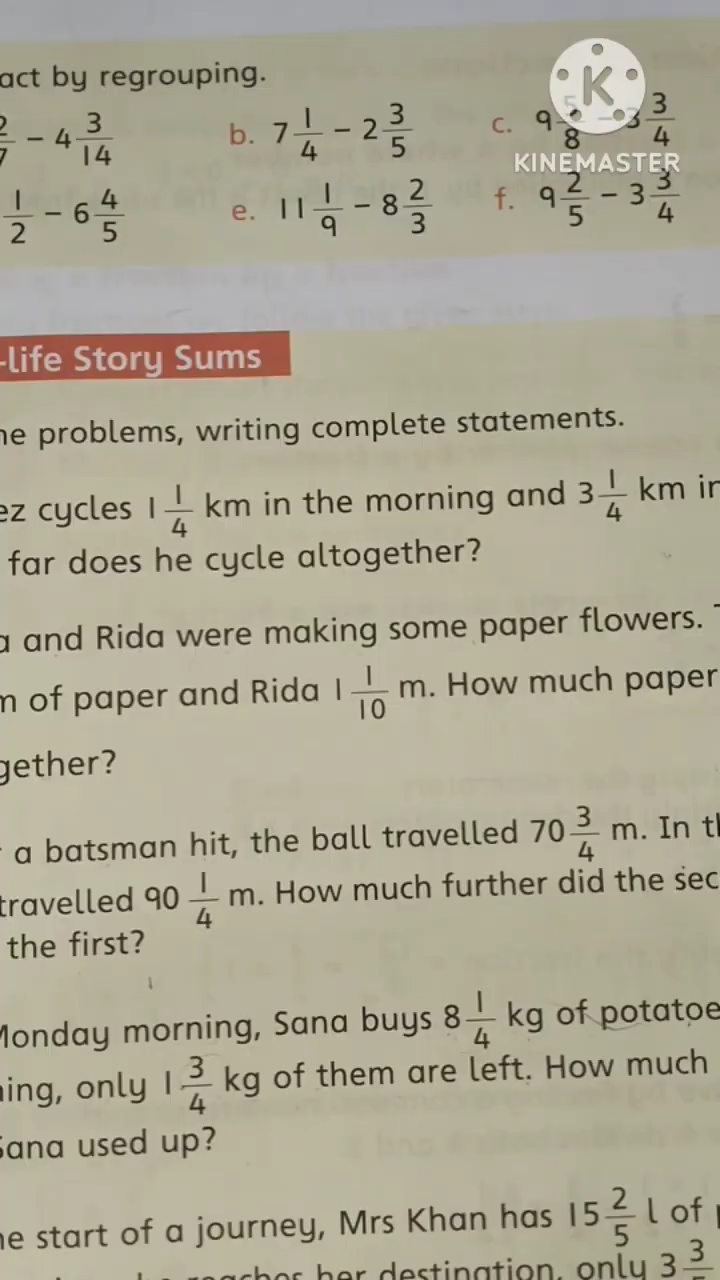 act by regrouping.
2/7 − 4 3/14 b. 7 1/4 − 2 3/5 c. 9 5/8 − 3 3/4
K
KINEMASTER
1/2 − 6 4/5 e. 11 1/9 − 8 2/3 f. 9 2/5 − 3 3/4
-life Story Sums
he problems, writing complete statements.
ez cycles 1 1/4 km in the morning and 3 1/4 km in
far does he cycle altogether?
a and Rida were making some paper flowers.
m of paper and Rida 1 1/10 m. How much paper
gether?
a batsman hit, the ball travelled 70 3/4 m. In th
travelled 90 1/4 m. How much further did the sec
the first?
Monday morning, Sana buys 8 1/4 kg of potatoe
ning, only 1 3/4 kg of them are left. How much
Sana used up?
he start of a journey, Mrs Khan has 15 2/5 l of
her destination, only 3 3/